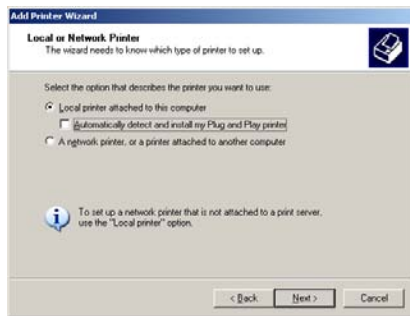 Add Printer Wizard
Local or Network Printer
The wizard needs to know which type of printer to set up.
Select the option that describes the printer you want to use:
Local printer attached to this computer
Automatically detect and install my Plug and Play printer
A network printer, or a printer attached to another computer
To set up a network printer that is not attached to a print server,
use the "Local printer" option.
< Back Next > Cancel